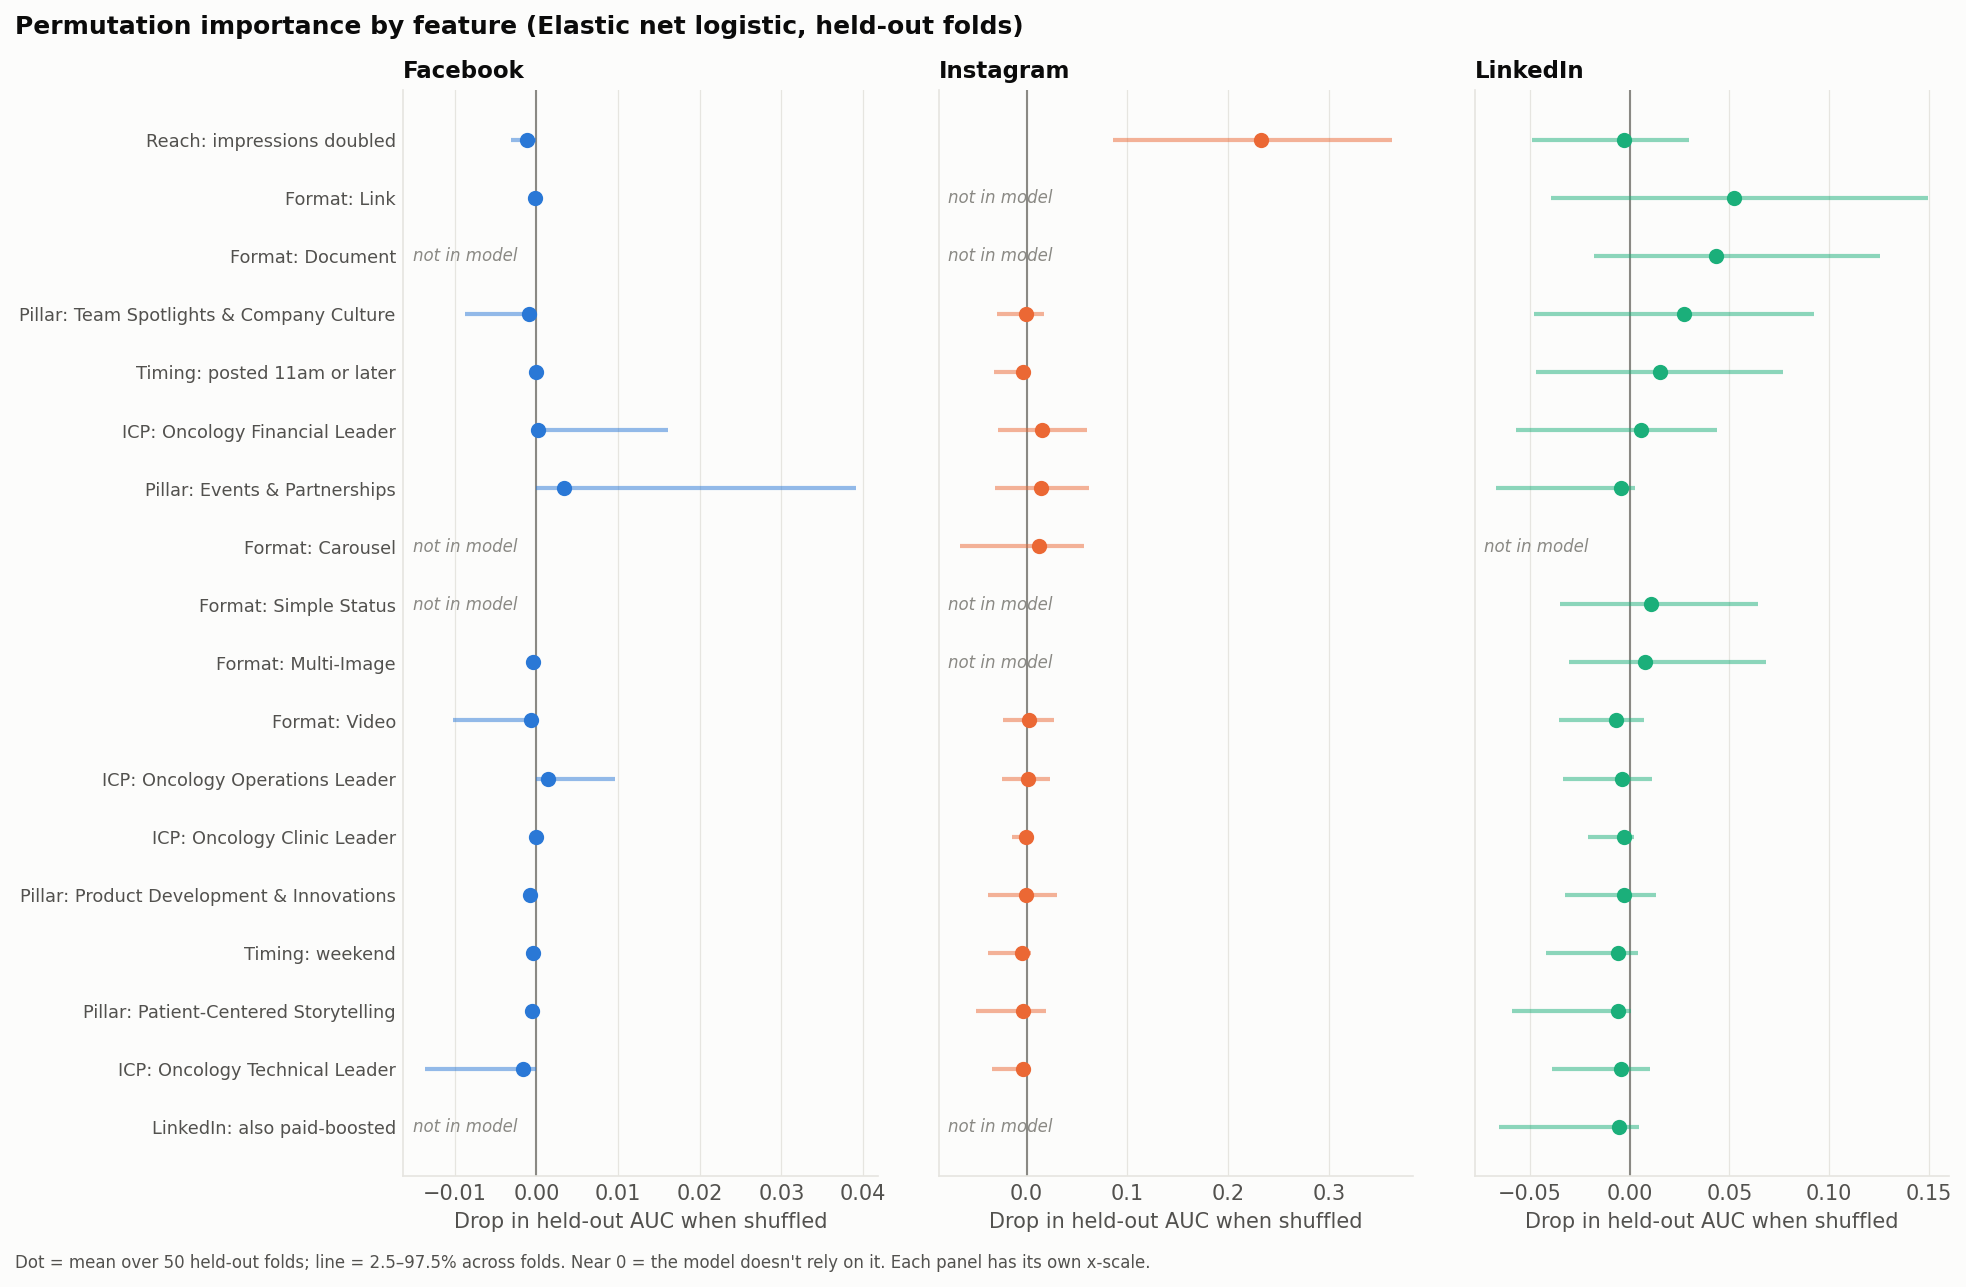 Permutation importance by feature (Elastic net logistic, held-out folds)
Facebook
Instagram
LinkedIn
Reach: impressions doubled
Format: Link
not in model
Format: Document
not in model
not in model
Pillar: Team Spotlights & Company Culture
Timing: posted 11am or later
ICP: Oncology Financial Leader
Pillar: Events & Partnerships
Format: Carousel
not in model
not in model
Format: Simple Status
not in model
not in model
Format: Multi-Image
not in model
Format: Video
ICP: Oncology Operations Leader
ICP: Oncology Clinic Leader
Pillar: Product Development & Innovations
Timing: weekend
Pillar: Patient-Centered Storytelling
ICP: Oncology Technical Leader
LinkedIn: also paid-boosted
not in model
not in model
−0.01 0.00 0.01 0.02 0.03 0.04
0.0 0.1 0.2 0.3
−0.05 0.00 0.05 0.10 0.15
Drop in held-out AUC when shuffled
Drop in held-out AUC when shuffled
Drop in held-out AUC when shuffled
Dot = mean over 50 held-out folds; line = 2.5–97.5% across folds. Near 0 = the model doesn't rely on it. Each panel has its own x-scale.